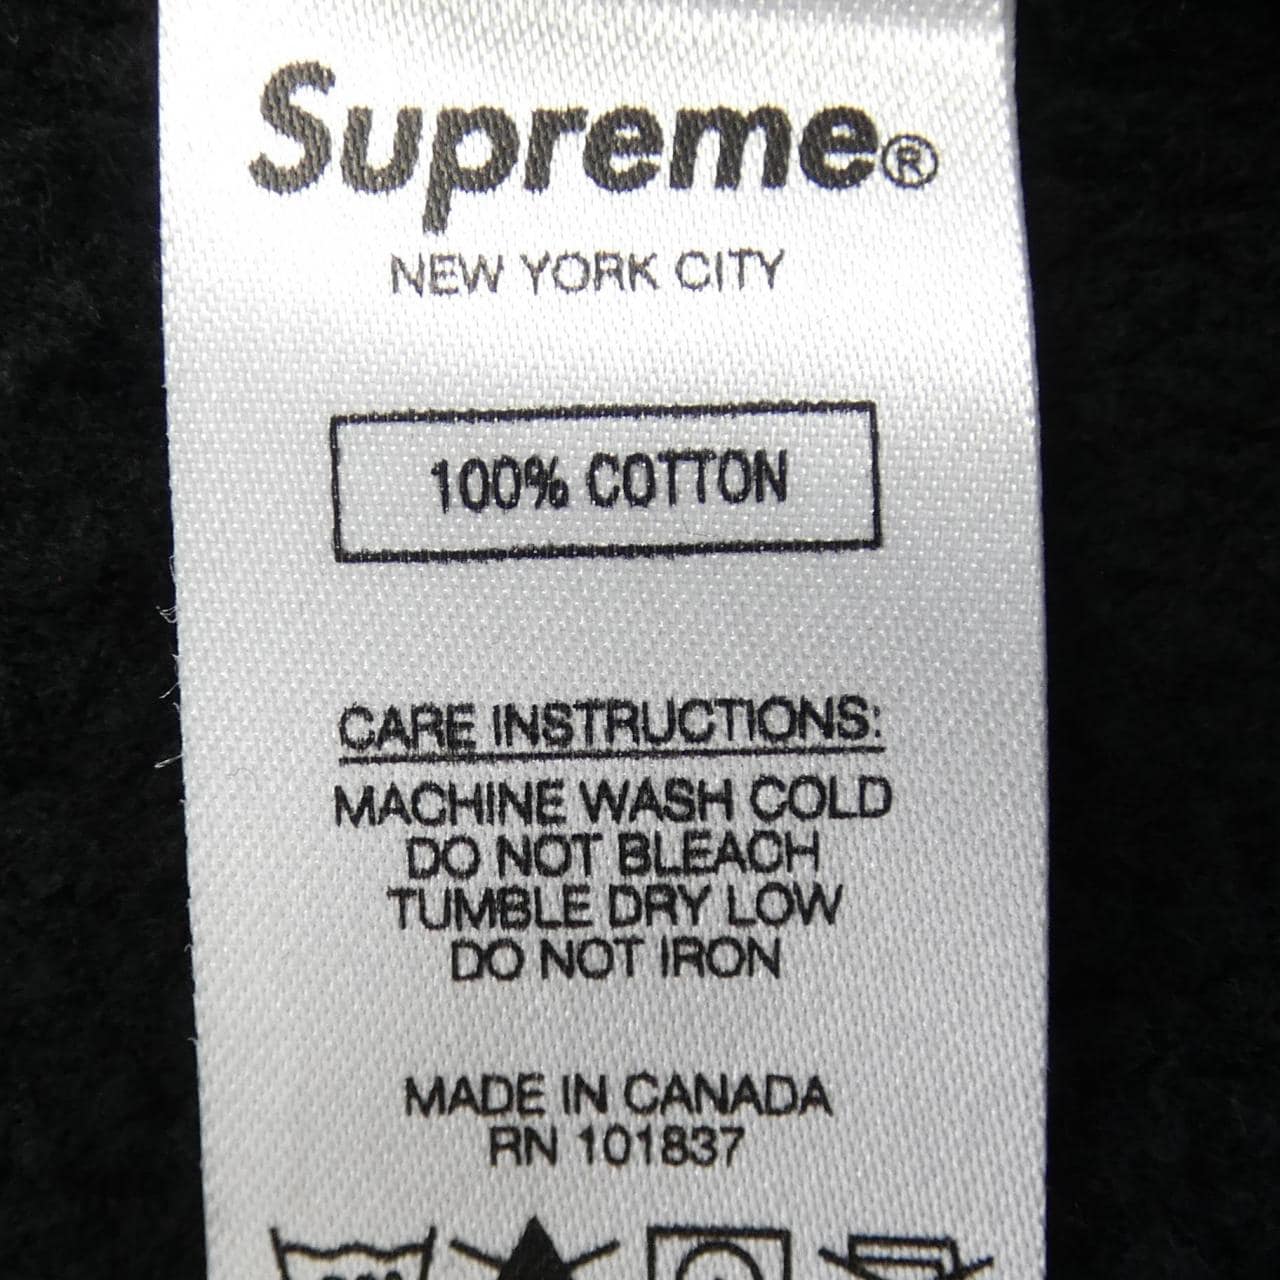 Supreme®
NEW YORK CITY
100% COTTON
CARE INSTRUCTIONS:
MACHINE WASH COLD
DO NOT BLEACH
TUMBLE DRY LOW
DO NOT IRON
MADE IN CANADA
RN 101837